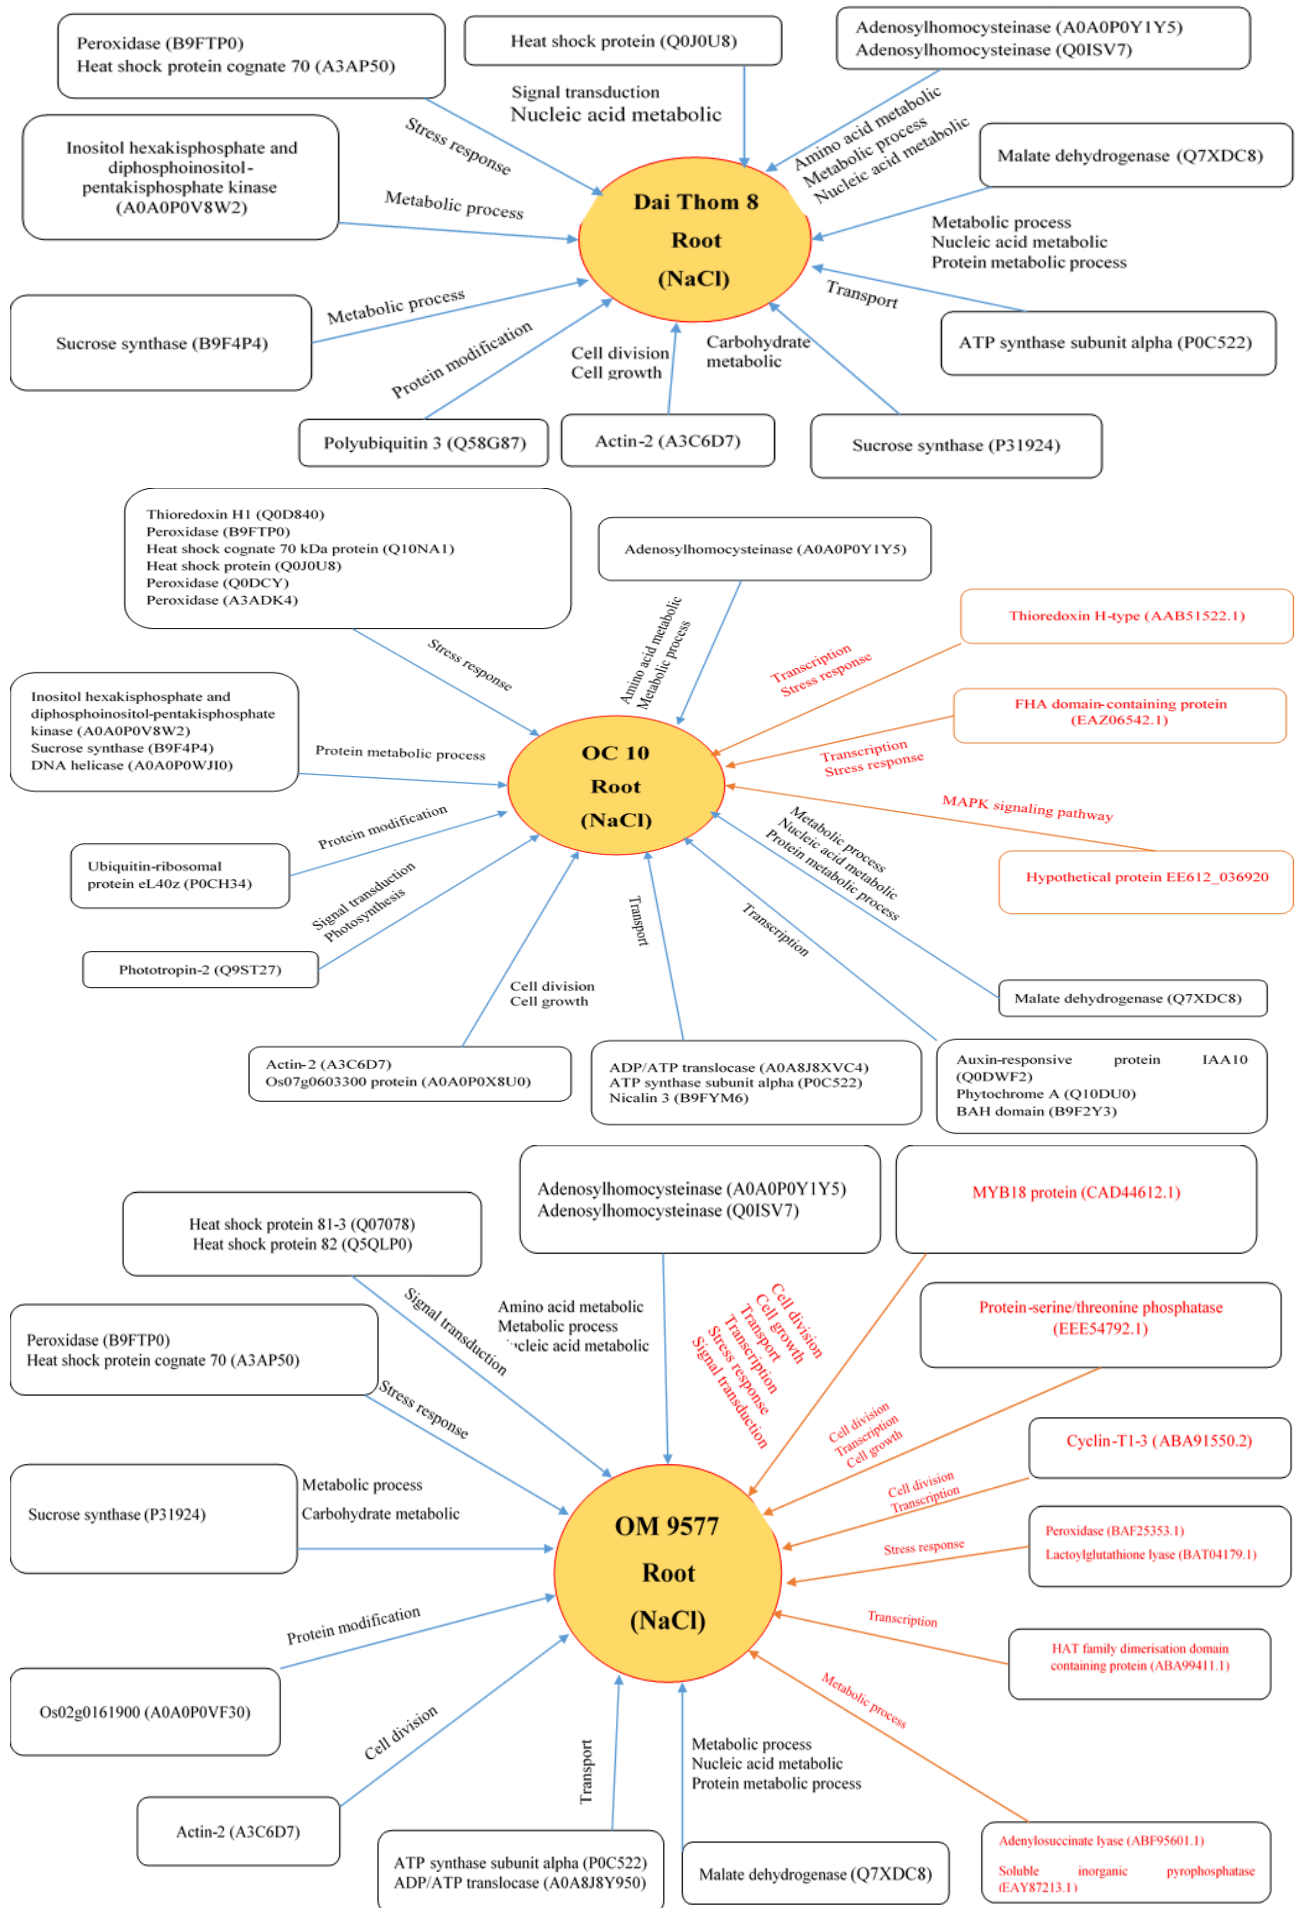 Peroxidase (B9FTP0)
Heat shock protein cognate 70 (A3AP50)
Heat shock protein (Q0J0U8)
Adenosylhomocysteinase (A0A0P0Y1Y5)
Adenosylhomocysteinase (Q0ISV7)
Signal transduction
Nucleic acid metabolic
Stress response
Amino acid metabolic
Metabolic process
Nucleic acid metabolic
Inositol hexakisphosphate and
diphosphoinositol-
pentakisphosphate kinase
(A0A0P0V8W2)
Malate dehydrogenase (Q7XDC8)
Metabolic process
Dai Thom 8
Root
(NaCl)
Metabolic process
Nucleic acid metabolic
Protein metabolic process
Metabolic process
Transport
Sucrose synthase (B9F4P4)
Protein modification
Cell division
Cell growth
Carbohydrate
metabolic
ATP synthase subunit alpha (P0C522)
Polyubiquitin 3 (Q58G87)
Actin-2 (A3C6D7)
Sucrose synthase (P31924)
Thioredoxin H1 (Q0D840)
Peroxidase (B9FTP0)
Heat shock cognate 70 kDa protein (Q10NA1)
Heat shock protein (Q0J0U8)
Peroxidase (Q0DCY)
Peroxidase (A3ADK4)
Adenosylhomocysteinase (A0A0P0Y1Y5)
Thioredoxin H-type (AAB51522.1)
Stress response
Amino acid metabolic
Metabolic process
Transcription
Stress response
Inositol hexakisphosphate and
diphosphoinositol-pentakisphosphate
kinase (A0A0P0V8W2)
Sucrose synthase (B9F4P4)
DNA helicase (A0A0P0WJI0)
FHA domain-containing protein
(EAZ06542.1)
Protein metabolic process
OC 10
Root
(NaCl)
Transcription
Stress response
MAPK signaling pathway
Protein modification
Metabolic process
Nucleic acid metabolic
Protein metabolic process
Ubiquitin-ribosomal
protein eL40z (P0CH34)
Hypothetical protein EE612_036920
Signal transduction
Photosynthesis
Transport
Transcription
Phototropin-2 (Q9ST27)
Cell division
Cell growth
Malate dehydrogenase (Q7XDC8)
Actin-2 (A3C6D7)
Os07g0603300 protein (A0A0P0X8U0)
ADP/ATP translocase (A0A8J8XVC4)
ATP synthase subunit alpha (P0C522)
Nicalin 3 (B9FYM6)
Auxin-responsive protein IAA10
(Q0DWF2)
Phytochrome A (Q10DU0)
BAH domain (B9F2Y3)
Adenosylhomocysteinase (A0A0P0Y1Y5)
Adenosylhomocysteinase (Q0ISV7)
MYB18 protein (CAD44612.1)
Heat shock protein 81-3 (Q07078)
Heat shock protein 82 (Q5QLP0)
Signal transduction
Amino acid metabolic
Metabolic process
Nucleic acid metabolic
Cell division
Cell growth
Transport
Transcription
Stress response
Signal transduction
Protein-serine/threonine phosphatase
(EEE54792.1)
Peroxidase (B9FTP0)
Heat shock protein cognate 70 (A3AP50)
Stress response
Cell division
Transcription
Cell growth
Cyclin-T1-3 (ABA91550.2)
Cell division
Transcription
Sucrose synthase (P31924)
Metabolic process
Carbohydrate metabolic
OM 9577
Root
(NaCl)
Stress response
Peroxidase (BAF25353.1)
Lactoylglutathione lyase (BAT04179.1)
Protein modification
Transcription
HAT family dimerisation domain
containing protein (ABA99411.1)
Os02g0161900 (A0A0P0VF30)
Cell division
Transport
Metabolic process
Nucleic acid metabolic
Protein metabolic process
Metabolic process
Actin-2 (A3C6D7)
ATP synthase subunit alpha (P0C522)
ADP/ATP translocase (A0A8J8Y950)
Malate dehydrogenase (Q7XDC8)
Adenylosuccinate lyase (ABF95601.1)
Soluble inorganic pyrophosphatase
(EAY87213.1)